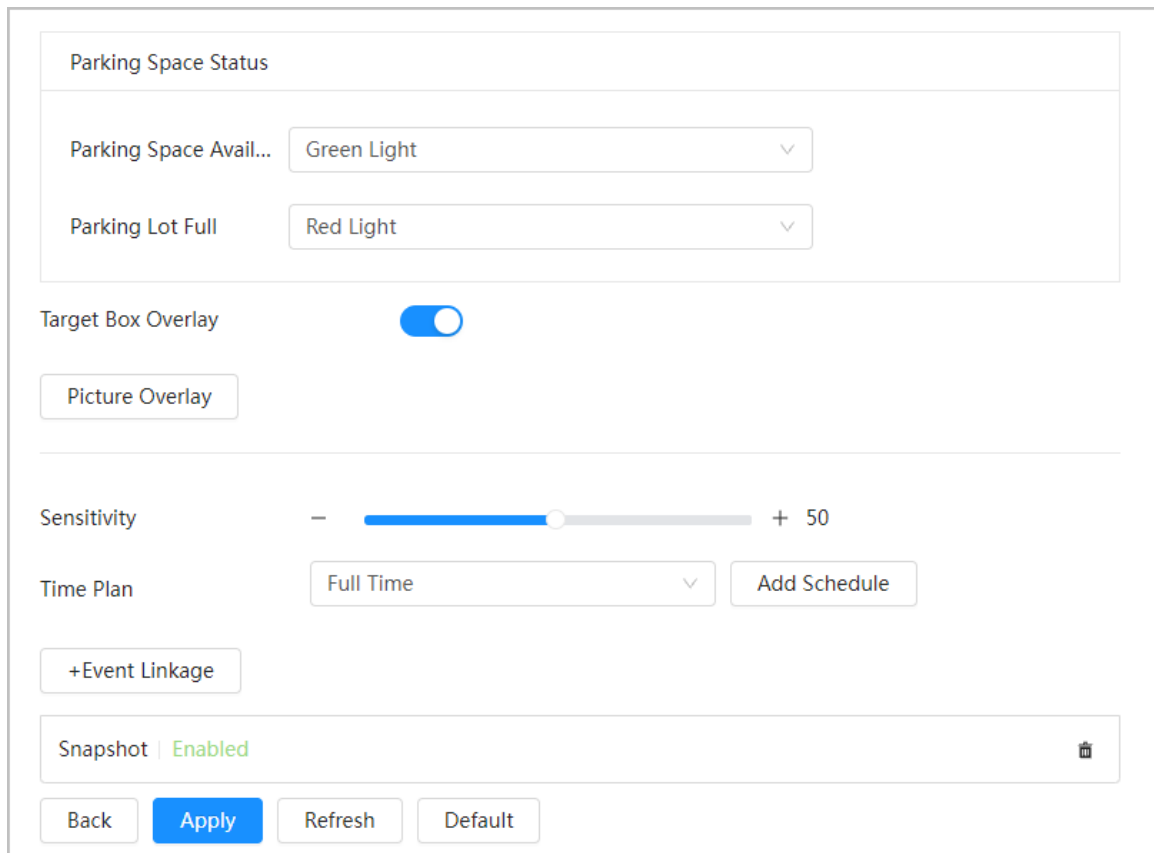 Parking Space Status
Parking Space Avail... Green Light
Parking Lot Full Red Light
Target Box Overlay
Picture Overlay
Sensitivity − + 50
Time Plan Full Time Add Schedule
+Event Linkage
Snapshot Enabled
Back Apply Refresh Default